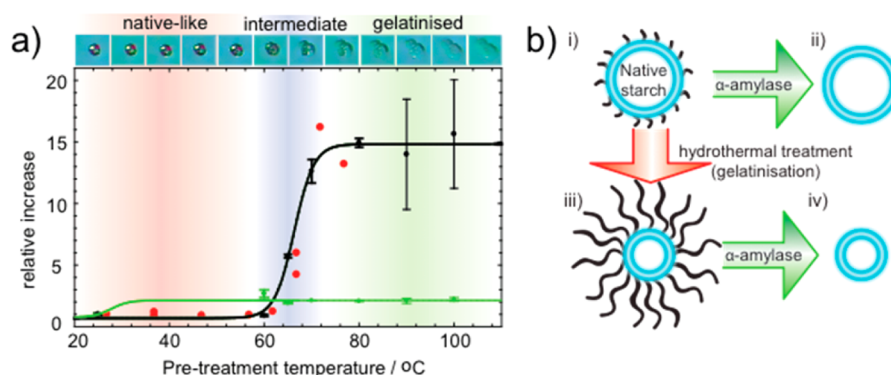 a)
native-like intermediate gelatinised
20
15
10
5
0
20 40 60 80 100
relative increase
Pre-treatment temperature / oC
b)
i)
Native
starch
α-amylase
ii)
hydrothermal treatment
(gelatinisation)
iii)
α-amylase
iv)